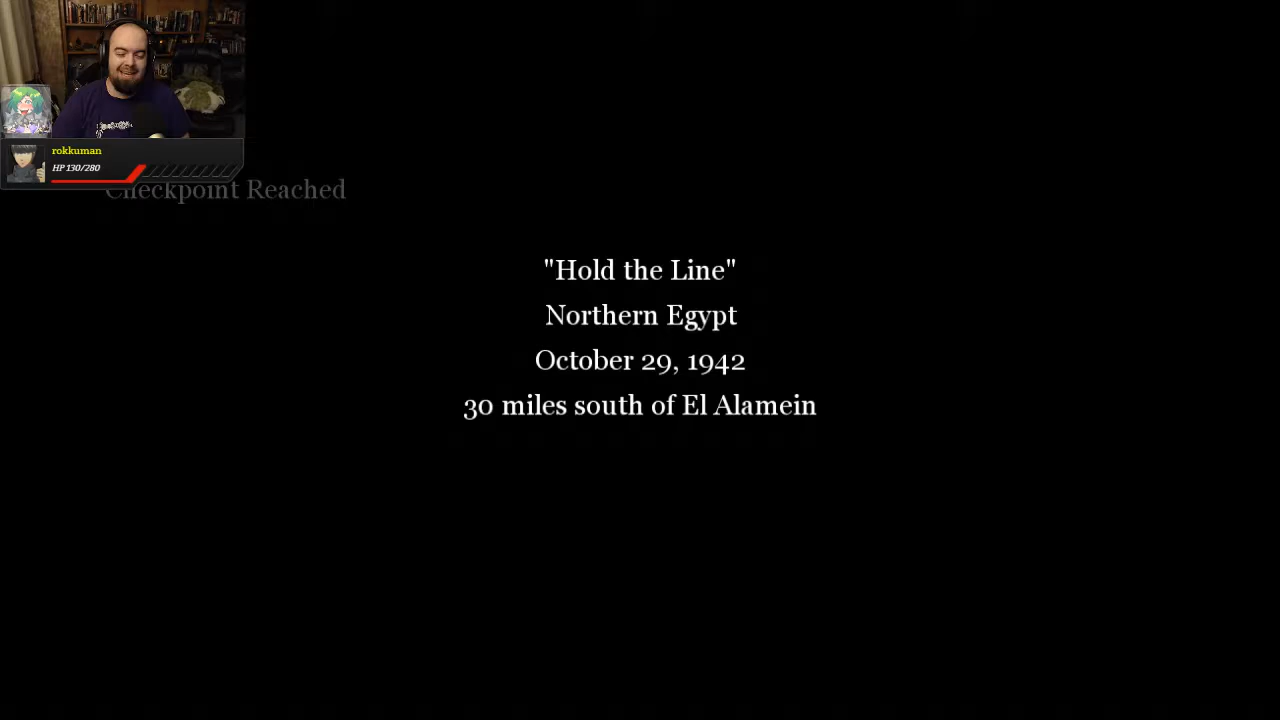 rokkuman
HP 130/280
Checkpoint Reached
"Hold the Line"
Northern Egypt
October 29, 1942
30 miles south of El Alamein